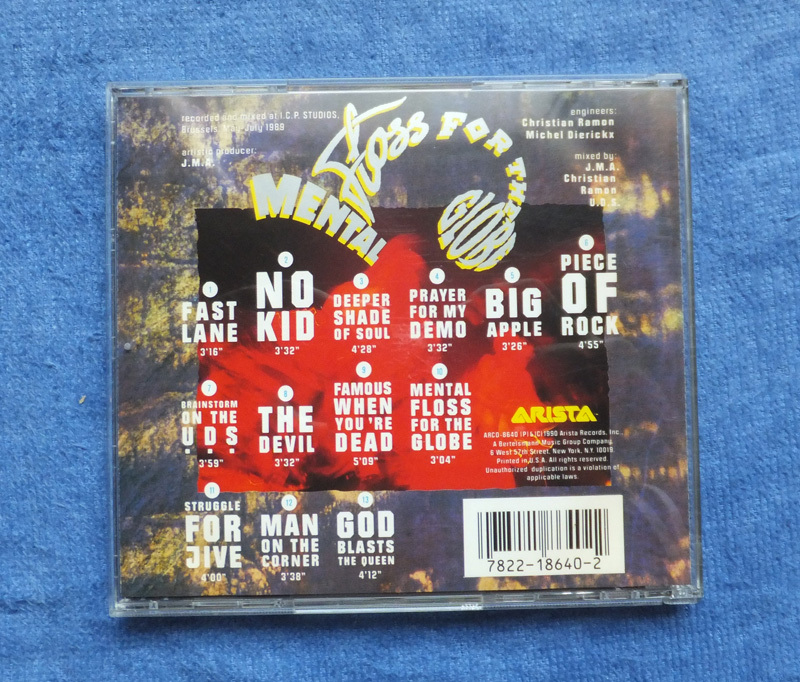 recorded and mixed at I.C.P. STUDIOS,
Brussels, May-July 1989
artistic producer:
J.M.A.
MENTAL FLOSS FOR THE GLOBE
engineers:
Christian Ramon
Michel Dierickx
mixed by:
J.M.A.
Christian
Ramon
U.D.S.
1
FAST
LANE
3'16"
2
NO
KID
3'32"
3
DEEPER
SHADE
OF SOUL
4'28"
4
PRAYER
FOR MY
DEMO
3'32"
5
BIG
APPLE
3'26"
6
PIECE
OF
ROCK
4'55"
7
BRAINSTORM
ON THE
U.D.S.
3'59"
8
THE
DEVIL
3'32"
9
FAMOUS
WHEN
YOU'RE
DEAD
5'09"
10
MENTAL
FLOSS
FOR THE
GLOBE
3'04"
ARISTA
ARCD-8640 (P) & (C) 1990 Arista Records, Inc.
A Bertelsmann Music Group Company.
6 West 57th Street, New York, N.Y. 10019.
Printed in U.S.A. All rights reserved.
Unauthorized duplication is a violation of
applicable laws.
11
STRUGGLE
FOR
JIVE
4'00"
12
MAN
ON THE
CORNER
3'38"
13
GOD
BLASTS
THE QUEEN
4'12"
7822-18640-2